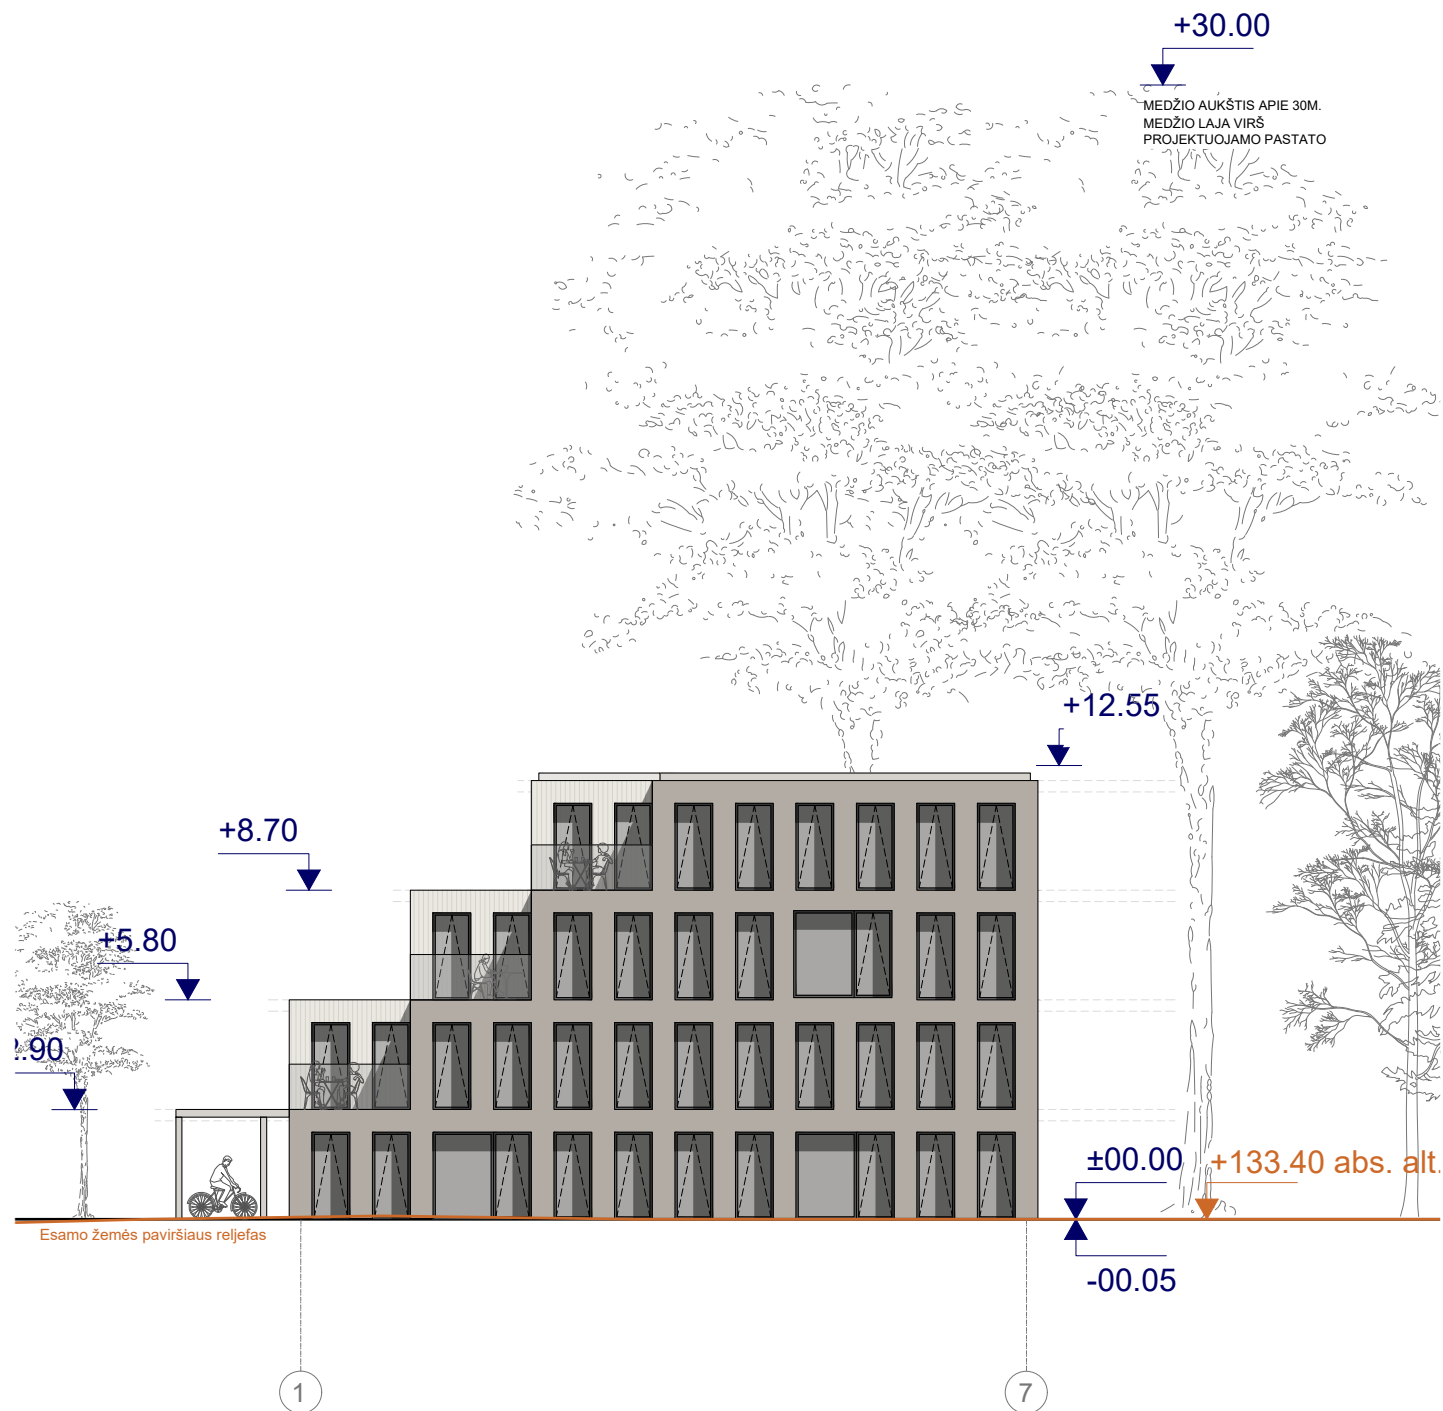 +30.00
MEDŽIO AUKŠTIS APIE 30M.
MEDŽIO LAJA VIRŠ
PROJEKTUOJAMO PASTATO
+12.55
+8.70
+5.80
.90
±00.00
+133.40 abs. alt.
Esamo žemės paviršiaus reljefas
-00.05
1
7